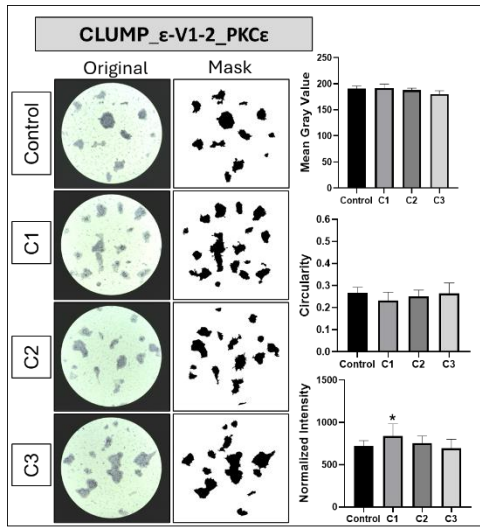 CLUMP_ε-V1-2_PKCε
Original Mask
Control
C1
C2
C3
Mean Gray Value
250
200
150
100
50
0
Control C1 C2 C3
Circularity
0.6
0.5
0.4
0.3
0.2
0.1
0.0
Control C1 C2 C3
Normalized Intensity
1500
1000
500
0
*
Control C1 C2 C3